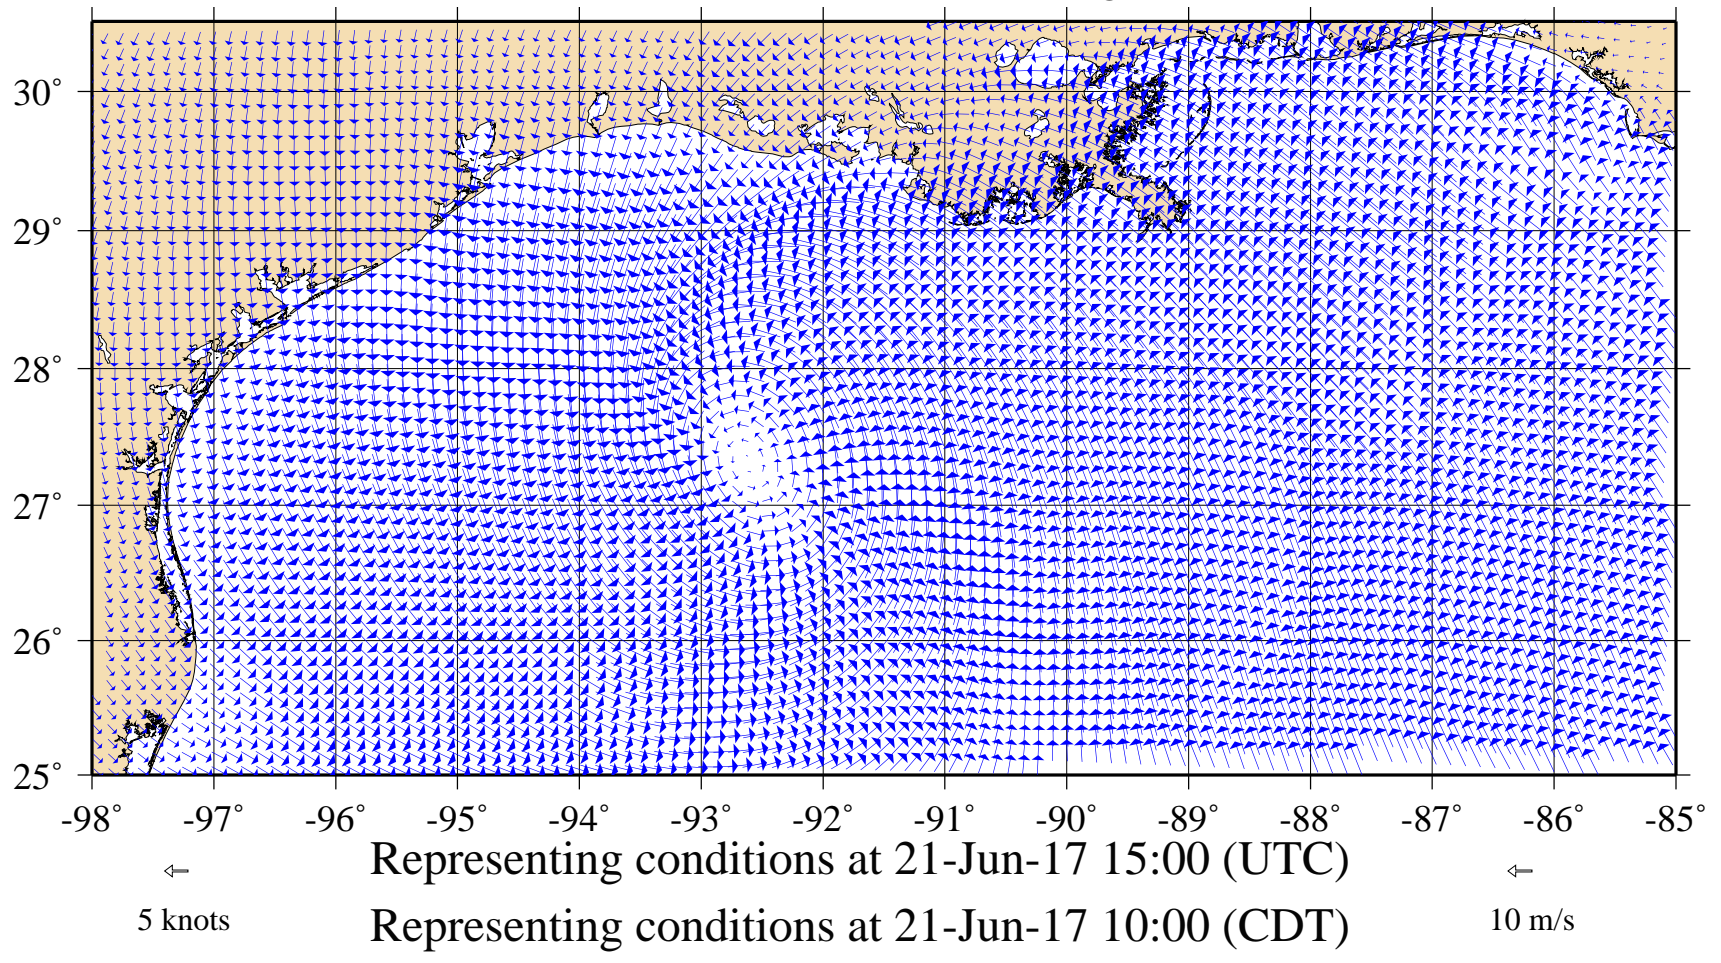 30°
29°
28°
27°
26°
25°
-98° -97° -96° -95° -94° -93° -92° -91° -90° -89° -88° -87° -86° -85°
Representing conditions at 21-Jun-17 15:00 (UTC)
5 knots
Representing conditions at 21-Jun-17 10:00 (CDT)
10 m/s